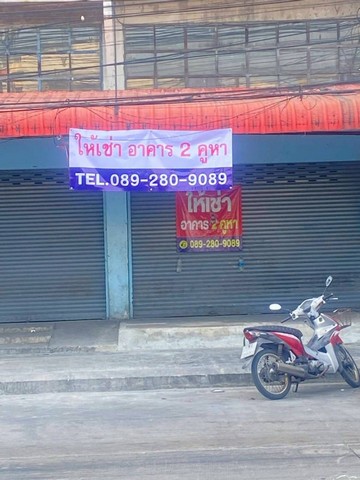 ให้เช่า อาคาร 2 คูหา
TEL.089-280-9089
ให้เช่า
อาคาร 2 คูหา
089-280-9089